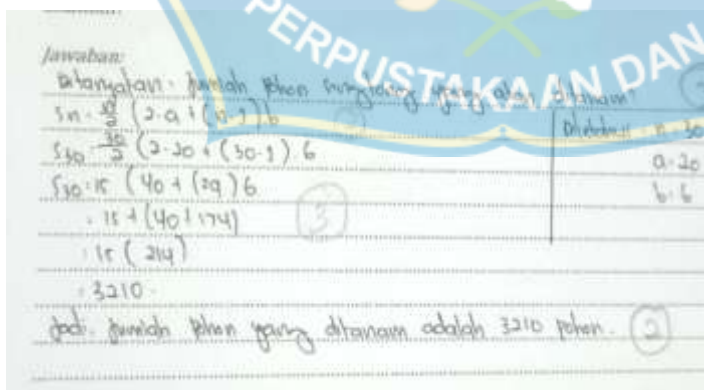 PERPUSTAKAAN DAN
Jawaban:
Ditanyakan: Jumlah pohon yang akan ditanam?
Diketahui n = 30
a = 20
b = 6
Sn = n/2 (2.a + (n-1) b
S30 = 30/2 (2.20 + (30-1) . 6
S30 = 15 (40 + (29) 6
= 15 + (40 + 174)
= 15 (214)
= 3210
3
Jadi. Jumlah pohon yang ditanam adalah 3210 pohon. 2